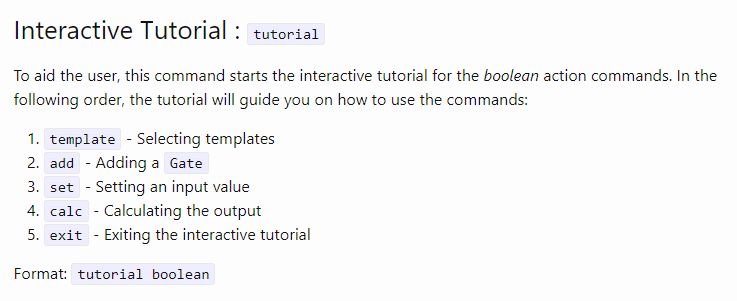 Interactive Tutorial : tutorial
To aid the user, this command starts the interactive tutorial for the boolean action commands. In the
following order, the tutorial will guide you on how to use the commands:
1. template - Selecting templates
2. add - Adding a Gate
3. set - Setting an input value
4. calc - Calculating the output
5. exit - Exiting the interactive tutorial
Format: tutorial boolean